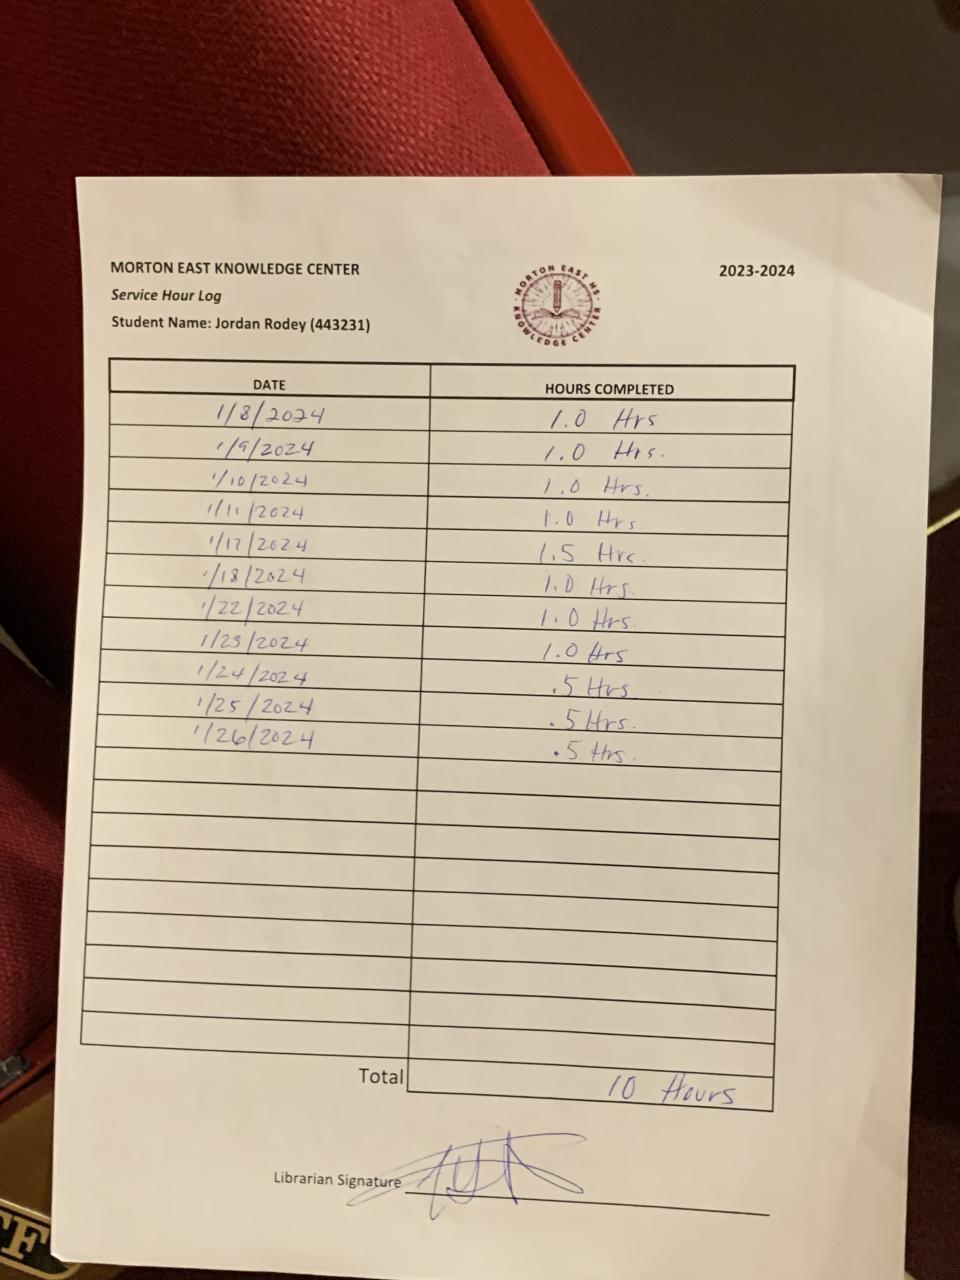 MORTON EAST KNOWLEDGE CENTER
2023-2024
Service Hour Log
Student Name: Jordan Rodey (443231)
MORTON EAST HS
KNOWLEDGE CENTER
DATE HOURS COMPLETED
1/8/2024 1.0 Hrs
1/9/2024 1.0 Hrs.
1/10/2024 1.0 Hrs.
1/11/2024 1.0 Hrs.
1/17/2024 1.5 Hrs.
1/18/2024 1.0 Hrs.
1/22/2024 1.0 Hrs.
1/23/2024 1.0 Hrs
1/24/2024 .5 Hrs
1/25/2024 .5 Hrs.
1/26/2024 .5 Hrs.
Total 10 Hours
Librarian Signature